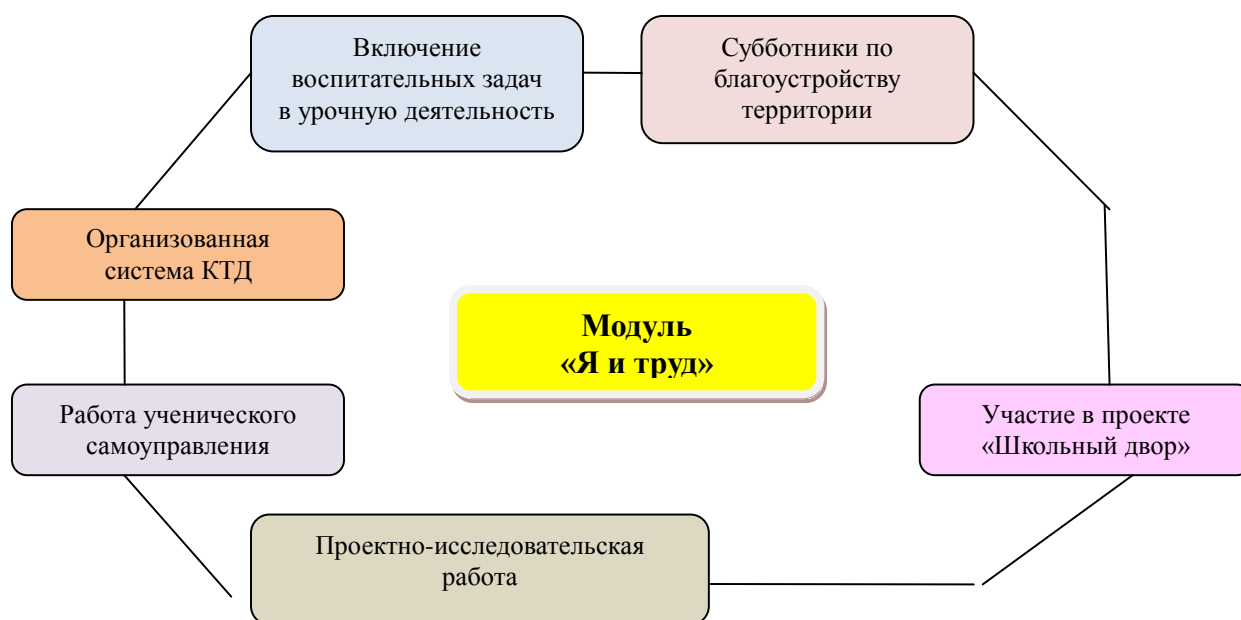 Включение
воспитательных задач
в урочную деятельность
Субботники по
благоустройству
территории
Организованная
система КТД
Модуль
«Я и труд»
Работа ученического
самоуправления
Участие в проекте
«Школьный двор»
Проектно-исследовательская
работа